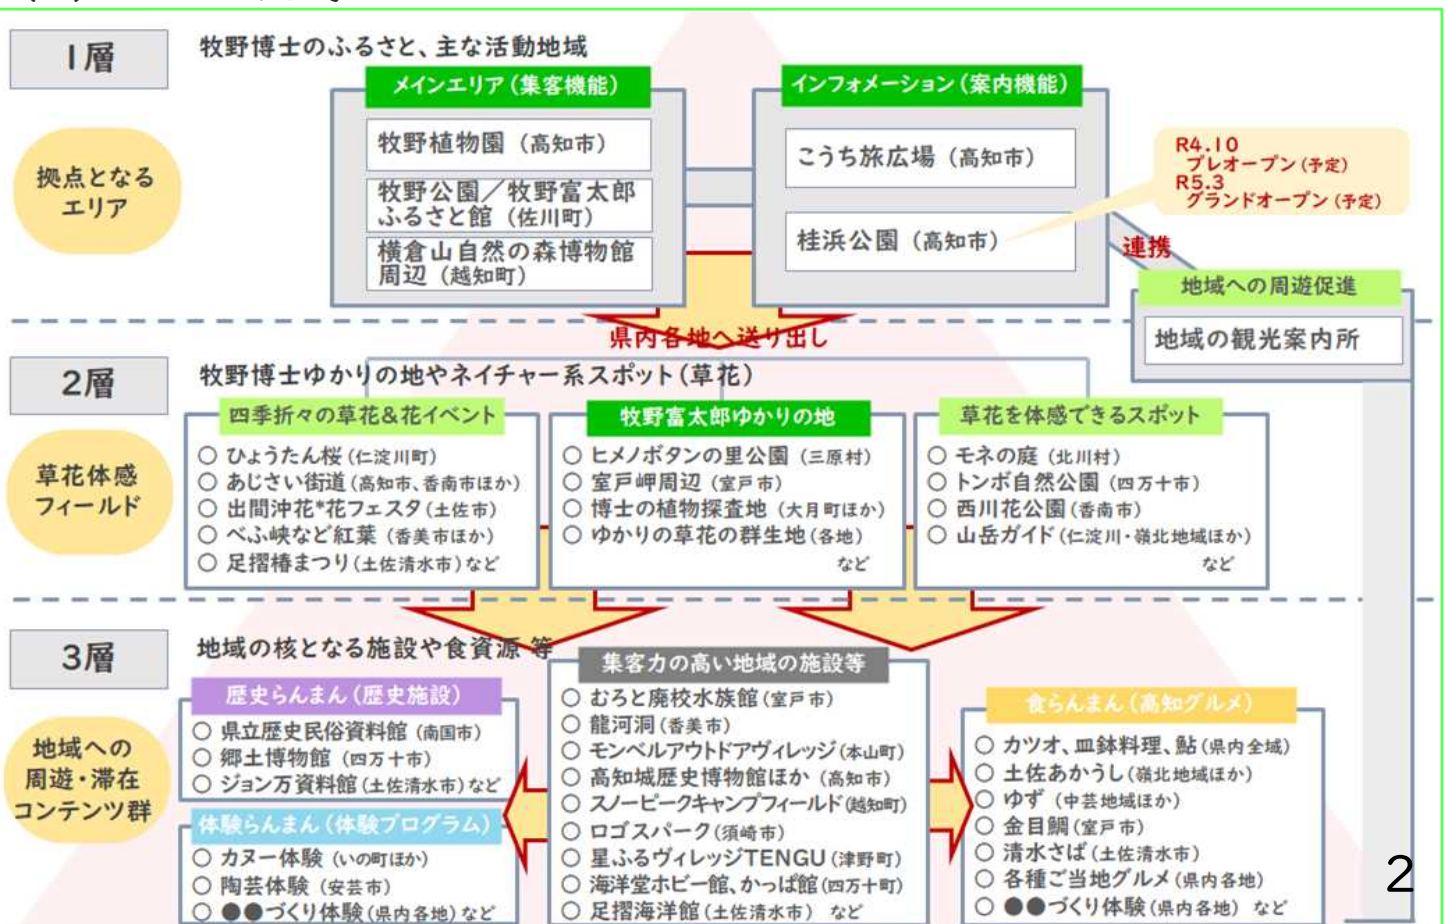 1層
牧野博士のふるさと、主な活動地域
拠点となる
エリア
メインエリア(集客機能)
牧野植物園(高知市)
牧野公園/牧野富太郎
ふるさと館(佐川町)
横倉山自然の森博物館
周辺(越知町)
インフォメーション(案内機能)
こうち旅広場(高知市)
桂浜公園(高知市)
R4.10
プレオープン(予定)
R5.3
グランドオープン(予定)
連携
地域への周遊促進
地域の観光案内所
県内各地へ送り出し
2層
牧野博士ゆかりの地やネイチャー系スポット(草花)
草花体感
フィールド
四季折々の草花&花イベント
○ ひょうたん桜(仁淀川町)
○ あじさい街道(高知市、香南市ほか)
○ 出間沖花*花フェスタ(土佐市)
○ べふ峡など紅葉(香美市ほか)
○ 足摺椿まつり(土佐清水市)など
牧野富太郎ゆかりの地
○ ヒメノボタンの里公園(三原村)
○ 室戸岬周辺(室戸市)
○ 博士の植物探査地(大月町ほか)
○ ゆかりの草花の群生地(各地)
など
草花を体感できるスポット
○ モネの庭(北川村)
○ トンボ自然公園(四万十市)
○ 西川花公園(香南市)
○ 山岳ガイド(仁淀川・嶺北地域ほか)
など
3層
地域の核となる施設や食資源 等
地域への
周遊・滞在
コンテンツ群
歴史らんまん(歴史施設)
○ 県立歴史民俗資料館(南国市)
○ 郷土博物館(四万十市)
○ ジョン万資料館(土佐清水市)など
体験らんまん(体験プログラム)
○ カヌー体験(いの町ほか)
○ 陶芸体験(安芸市)
○ ●●づくり体験(県内各地)など
集客力の高い地域の施設等
○ むろと廃校水族館(室戸市)
○ 龍河洞(香美市)
○ モンベルアウトドアヴィレッジ(本山町)
○ 高知城歴史博物館ほか(高知市)
○ スノーピークキャンプフィールド(越知町)
○ ロゴスパーク(須崎市)
○ 星ふるヴィレッジTENGU(津野町)
○ 海洋堂ホビー館、かっぱ館(四万十町)
○ 足摺海洋館(土佐清水市)など
食らんまん(高知グルメ)
○ カツオ、皿鉢料理、鮎(県内全域)
○ 土佐あかうし(嶺北地域ほか)
○ ゆず(中芸地域ほか)
○ 金目鯛(室戸市)
○ 清水さば(土佐清水市)
○ 各種ご当地グルメ(県内各地)
○ ●●づくり体験(県内各地)など
2